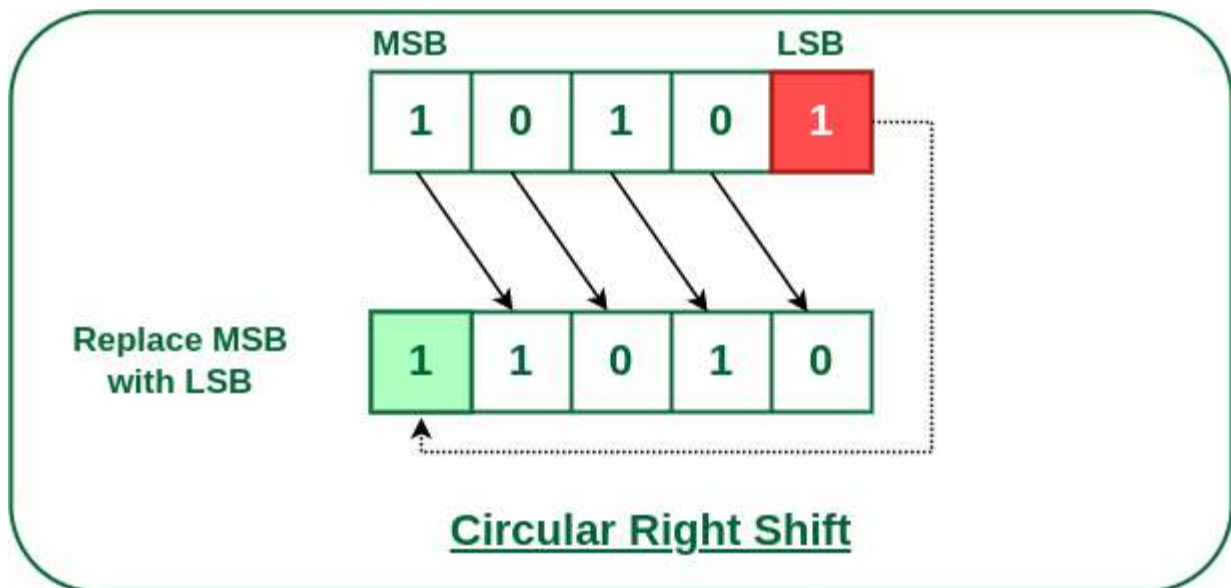 MSB LSB
1 0 1 0 1
Replace MSB
with LSB
1 1 0 1 0
Circular Right Shift